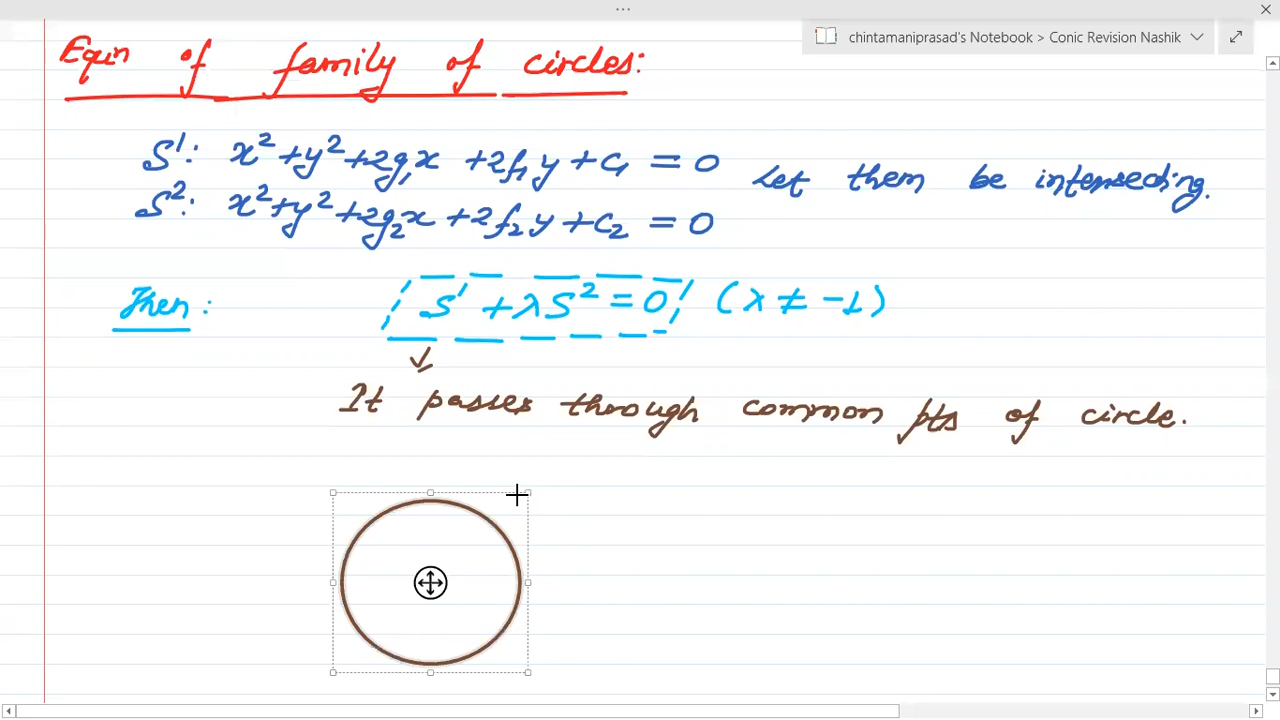 chintamaniprasad's Notebook > Conic Revision Nashik
Equn of family of circles:
S¹: x² + y² + 2g₁x + 2f₁y + c₁ = 0 Let them be intersecting.
S²: x² + y² + 2g₂x + 2f₂y + c₂ = 0
Then: S¹ + λS² = 0 (λ ≠ -1)
It passes through common pts of circle.